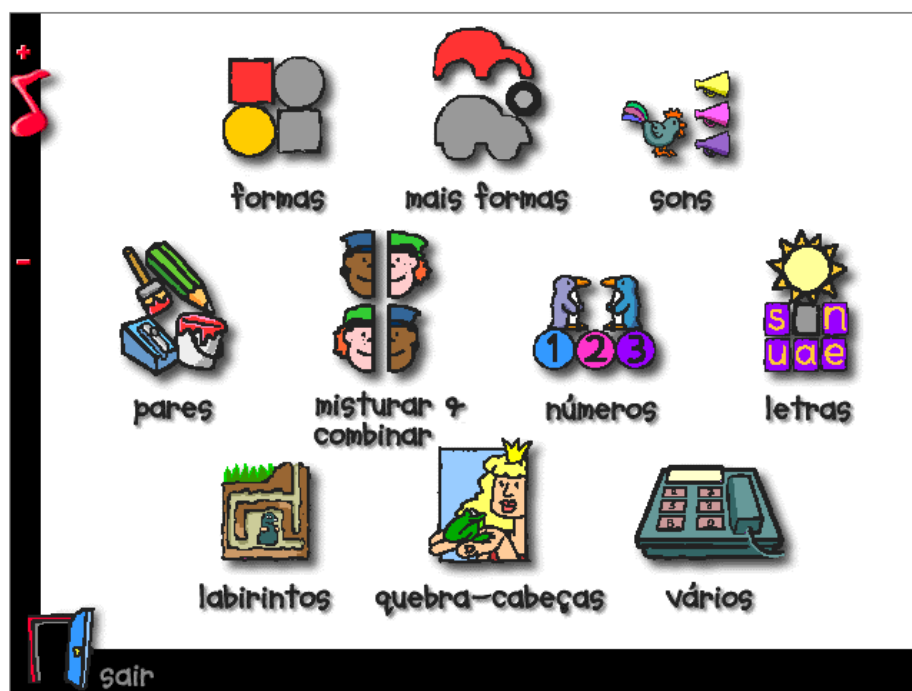 +
formas
mais formas
sons
-
1 2 3
s n
u a e
pares
misturar &
combinar
números
letras
labirintos
quebra-cabeças
vários
sair